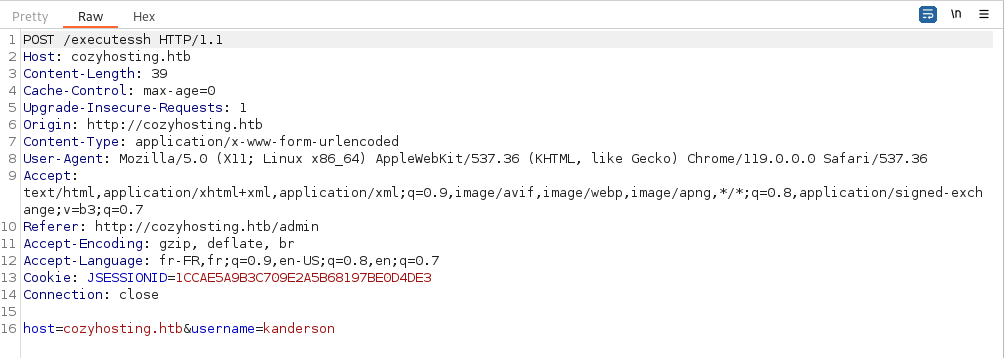 Pretty Raw Hex \n ≡
1 POST /executessh HTTP/1.1
2 Host: cozyhosting.htb
3 Content-Length: 39
4 Cache-Control: max-age=0
5 Upgrade-Insecure-Requests: 1
6 Origin: http://cozyhosting.htb
7 Content-Type: application/x-www-form-urlencoded
8 User-Agent: Mozilla/5.0 (X11; Linux x86_64) AppleWebKit/537.36 (KHTML, like Gecko) Chrome/119.0.0.0 Safari/537.36
9 Accept:
text/html,application/xhtml+xml,application/xml;q=0.9,image/avif,image/webp,image/apng,*/*;q=0.8,application/signed-exch
ange;v=b3;q=0.7
10 Referer: http://cozyhosting.htb/admin
11 Accept-Encoding: gzip, deflate, br
12 Accept-Language: fr-FR,fr;q=0.9,en-US;q=0.8,en;q=0.7
13 Cookie: JSESSIONID=1CCAE5A9B3C709E2A5B68197BE0D4DE3
14 Connection: close
15
16 host=cozyhosting.htb&username=kanderson